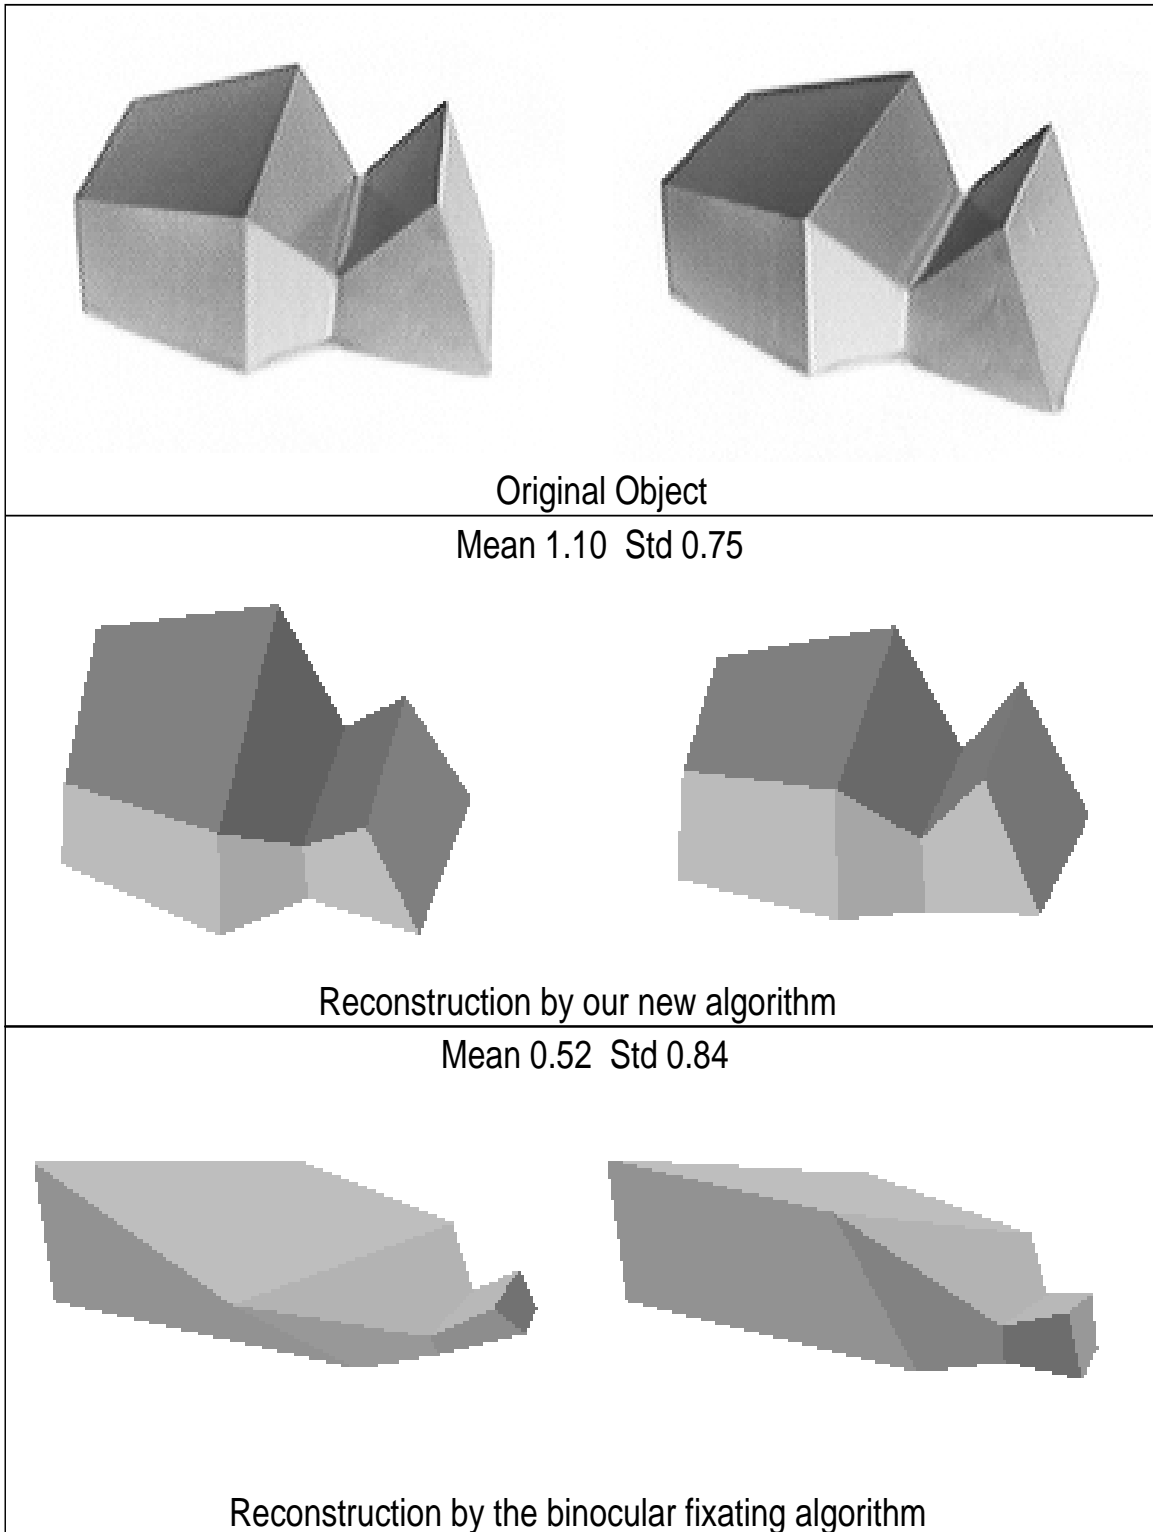 Original Object
Mean 1.10 Std 0.75
Reconstruction by our new algorithm
Mean 0.52 Std 0.84
Reconstruction by the binocular fixating algorithm